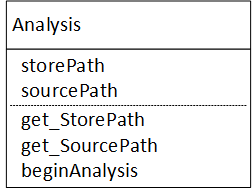 Analysis
storePath
sourcePath
get_StorePath
get_SourcePath
beginAnalysis